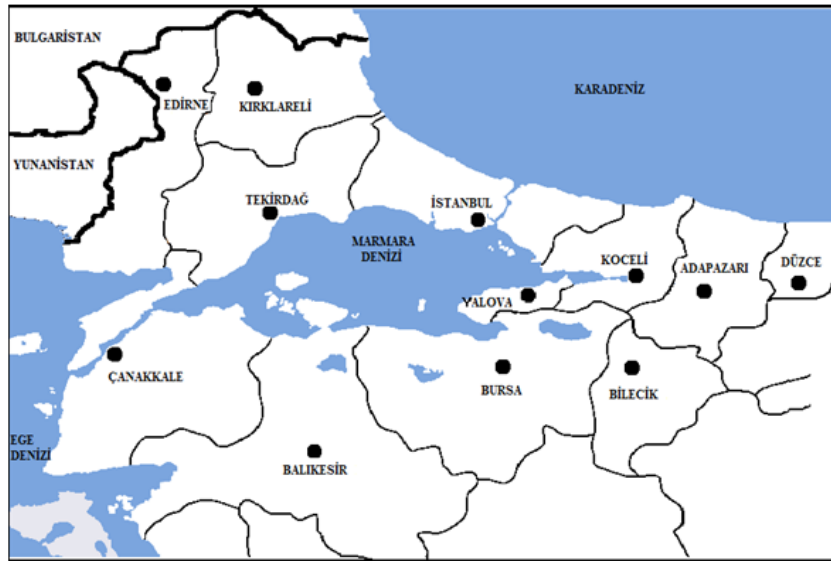 BULGARİSTAN
EDİRNE
KIRKLARELİ
KARADENİZ
YUNANİSTAN
TEKİRDAĞ
İSTANBUL
MARMARA
DENİZİ
KOCELİ
ADAPAZARI
DÜZCE
YALOVA
ÇANAKKALE
BURSA
BİLECİK
EGE
DENİZİ
BALIKESİR